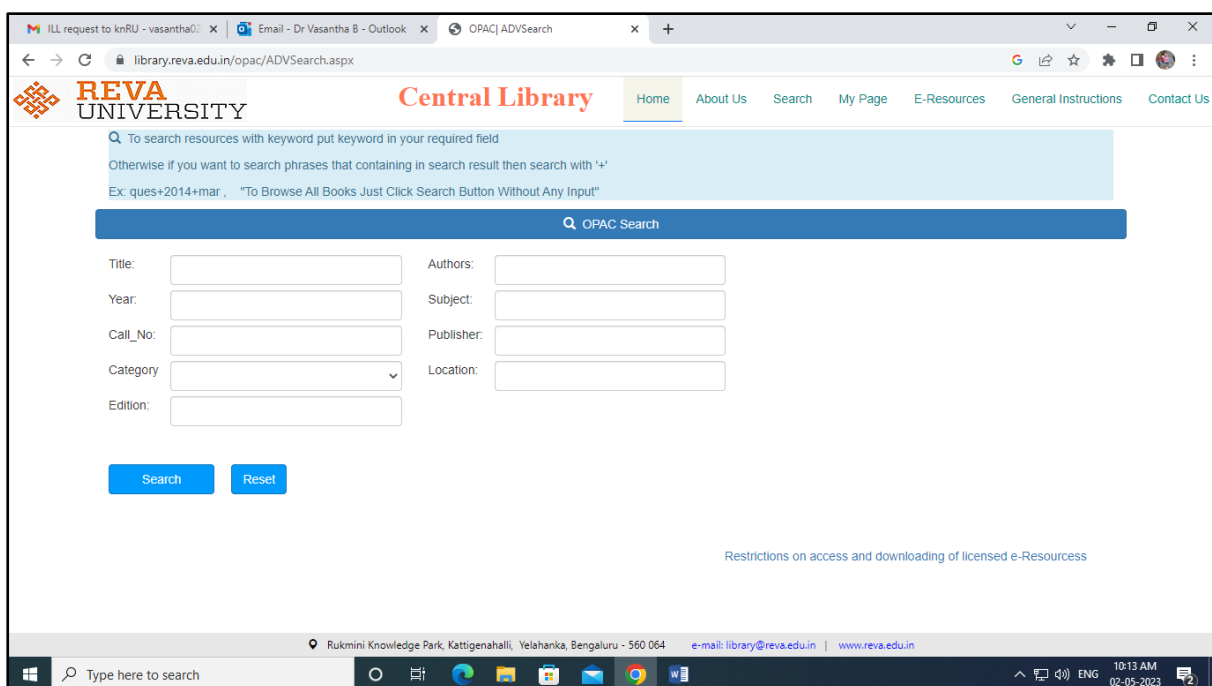 ILL request to knRU - vasantha02 Email - Dr Vasantha B - Outlook OPAC| ADVSearch
library.reva.edu.in/opac/ADVSearch.aspx
REVA
UNIVERSITY
Central Library Home About Us Search My Page E-Resources General Instructions Contact Us
To search resources with keyword put keyword in your required field
Otherwise if you want to search phrases that containing in search result then search with '+'
Ex: ques+2014+mar , "To Browse All Books Just Click Search Button Without Any Input"
OPAC Search
Title: Authors:
Year: Subject:
Call_No: Publisher:
Category Location:
Edition:
Search Reset
Restrictions on access and downloading of licensed e-Resourcess
Rukmini Knowledge Park, Kattigenahalli, Yelahanka, Bengaluru - 560 064 e-mail: library@reva.edu.in | www.reva.edu.in
Type here to search ENG 10:13 AM
02-05-2023 2